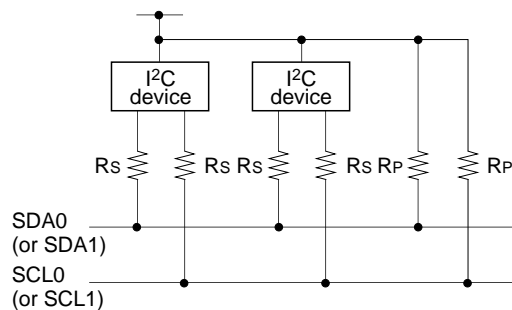 I²C
device
I²C
device
RS
RS
RS
RS
RP
RP
SDA0
(or SDA1)
SCL0
(or SCL1)